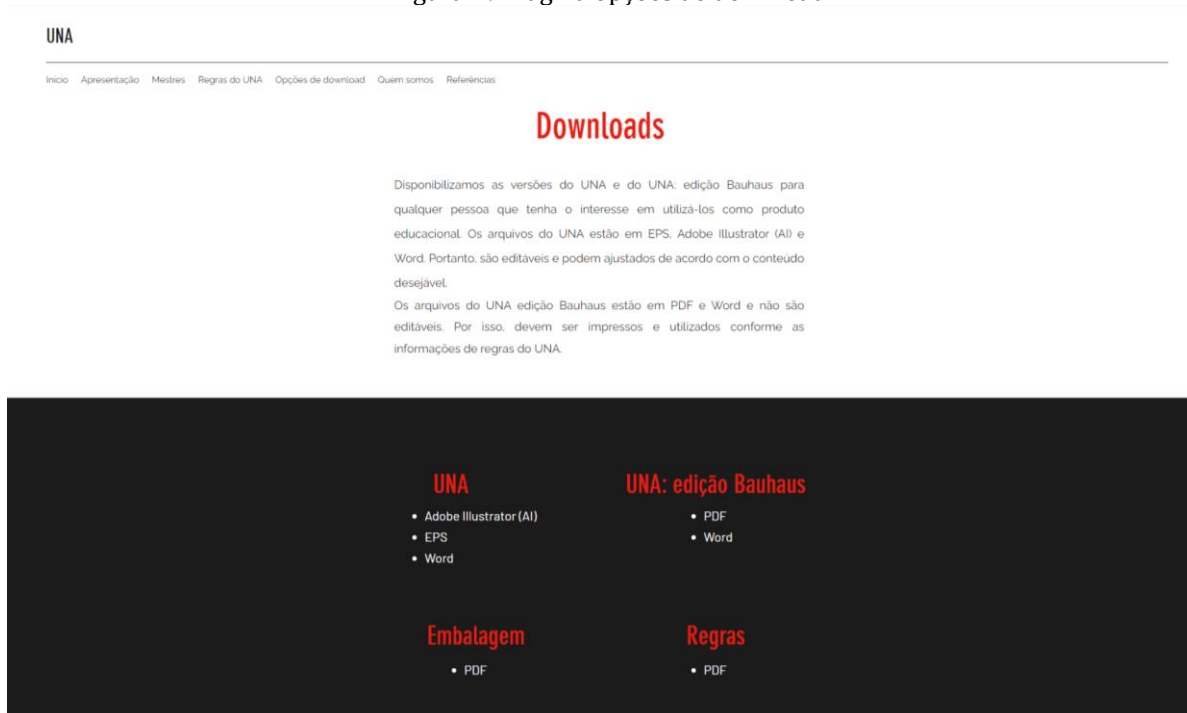 UNA
Inicio Apresentação Mestres Regras do UNA Opções de download Quem somos Referências
Downloads
Disponibilizamos as versões do UNA e do UNA: edição Bauhaus para
qualquer pessoa que tenha o interesse em utilizá-los como produto
educacional. Os arquivos do UNA estão em EPS, Adobe Illustrator (AI) e
Word. Portanto, são editáveis e podem ajustados de acordo com o conteúdo
desejável.
Os arquivos do UNA edição Bauhaus estão em PDF e Word e não são
editáveis. Por isso, devem ser impressos e utilizados conforme as
informações de regras do UNA.
UNA
• Adobe Illustrator (AI)
• EPS
• Word
UNA: edição Bauhaus
• PDF
• Word
Embalagem
• PDF
Regras
• PDF